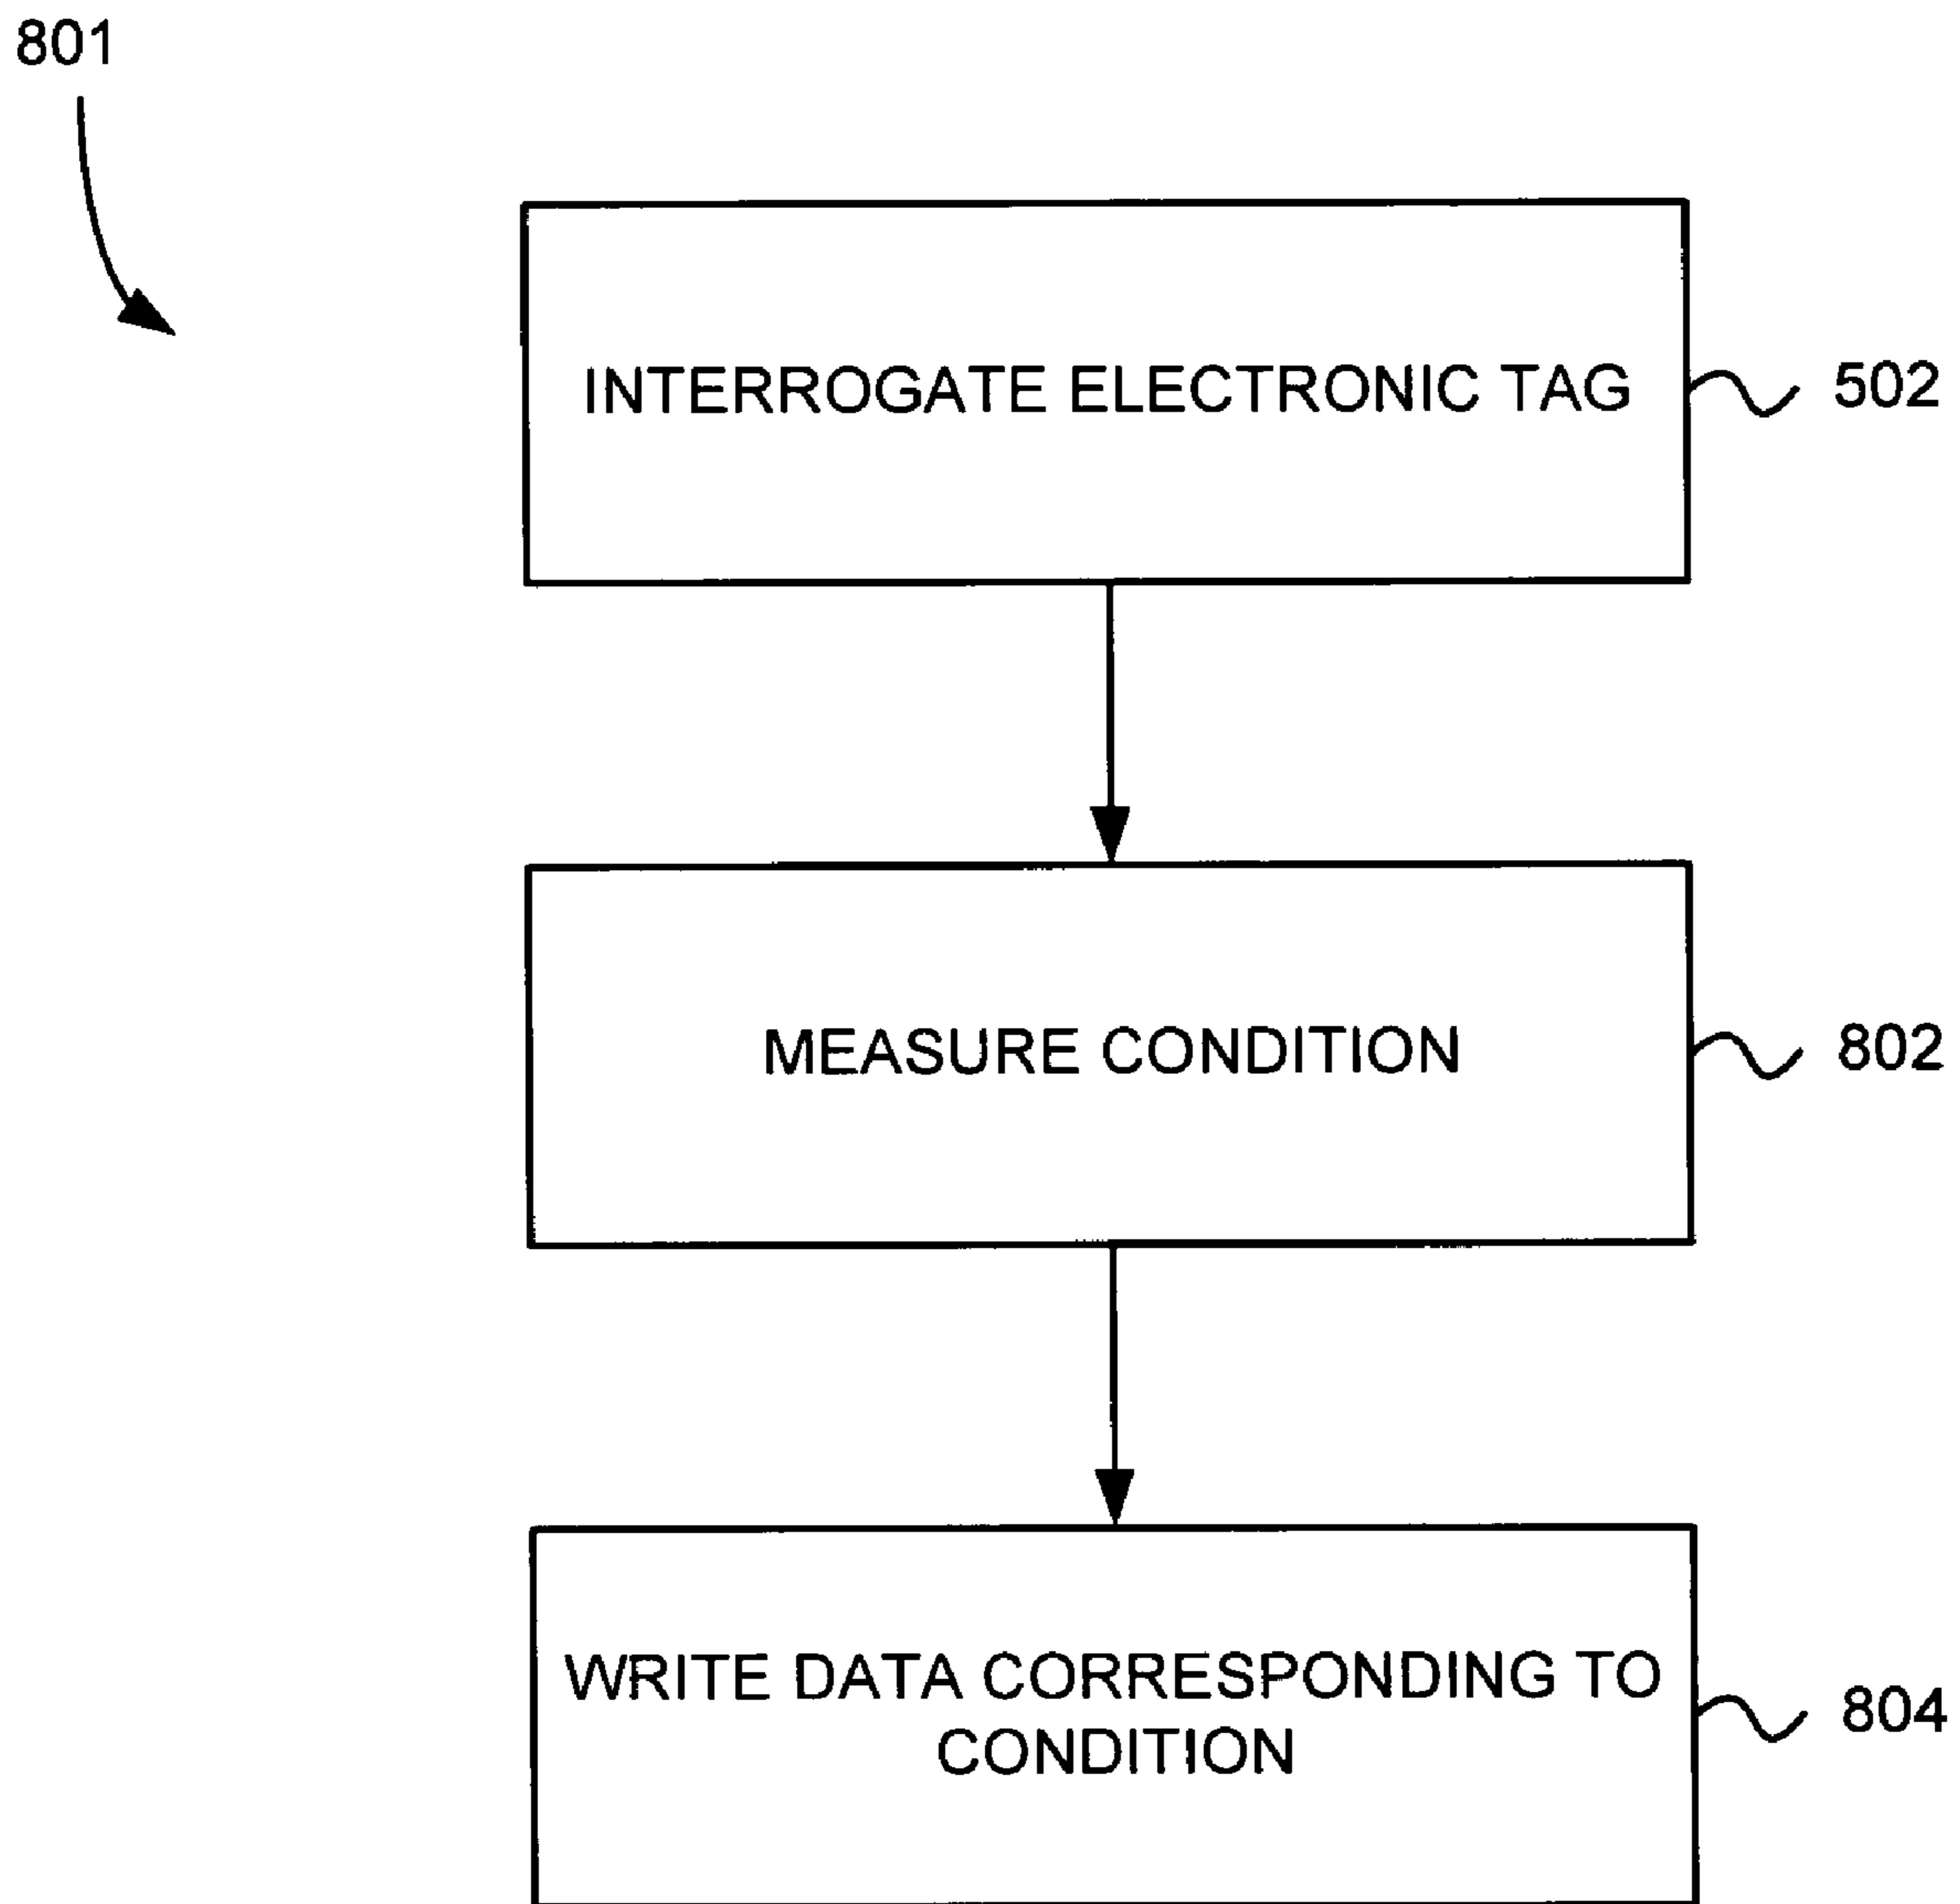 801
INTERROGATE ELECTRONIC TAG
502
MEASURE CONDITION
802
WRITE DATA CORRESPONDING TO
CONDITION
804